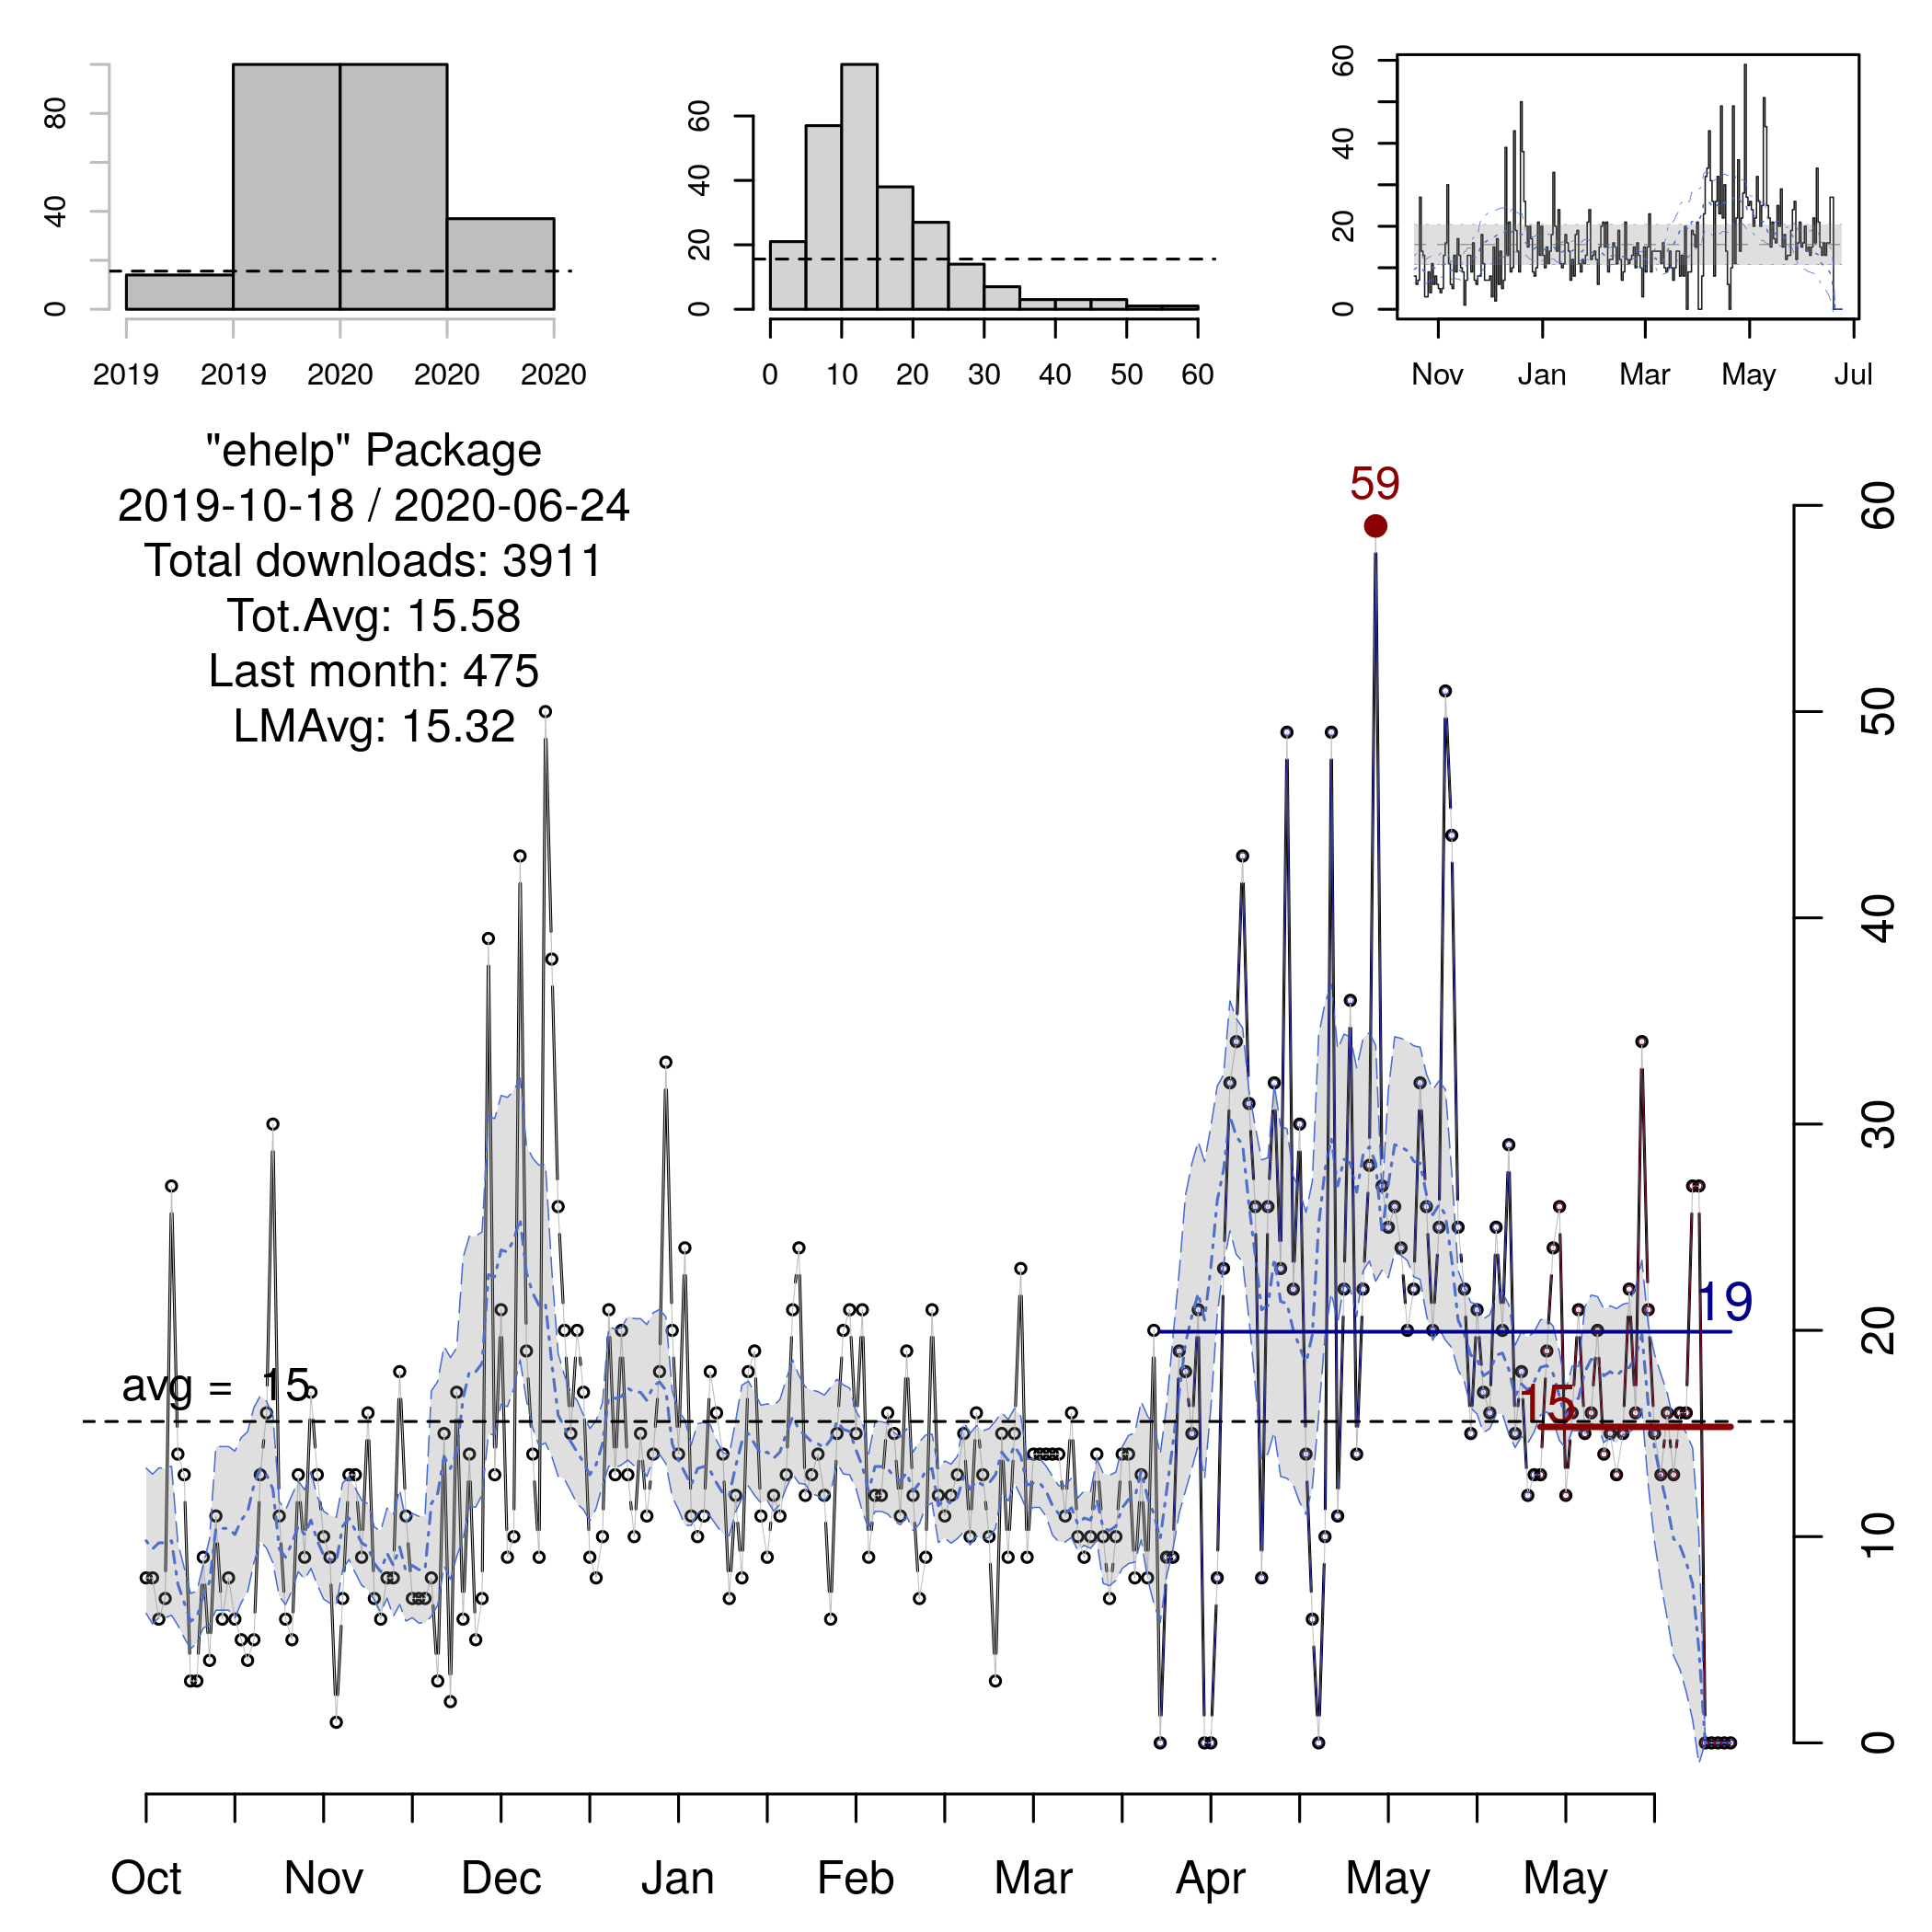 80
40
0
2019 2019 2020 2020 2020
60
40
20
0
0 10 20 30 40 50 60
60
40
20
0
Nov Jan Mar May Jul
"ehelp" Package
2019-10-18 / 2020-06-24
Total downloads: 3911
Tot.Avg: 15.58
Last month: 475
LMAvg: 15.32
59
19
15
avg = 15
60
50
40
30
20
10
0
Oct Nov Dec Jan Feb Mar Apr May May